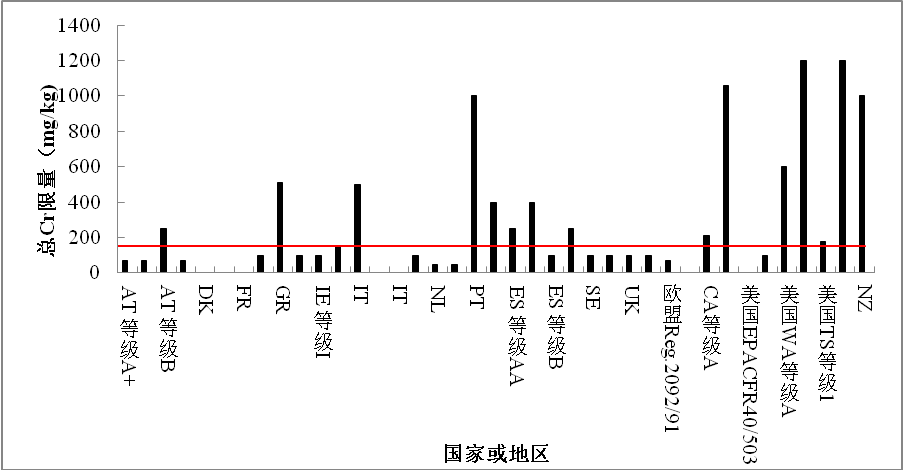 总Cr限量（mg/kg)
1400
1200
1000
800
600
400
200
0
AT 等级A+
AT 等级B
DK
FR
GR
IE 等级I
IT
IT
NL
PT
ES 等级AA
ES 等级B
SE
UK
欧盟Reg 2092/91
CA等级A
美国EPACFR40/503
美国WA等级A
美国TS等级1
NZ
国家或地区